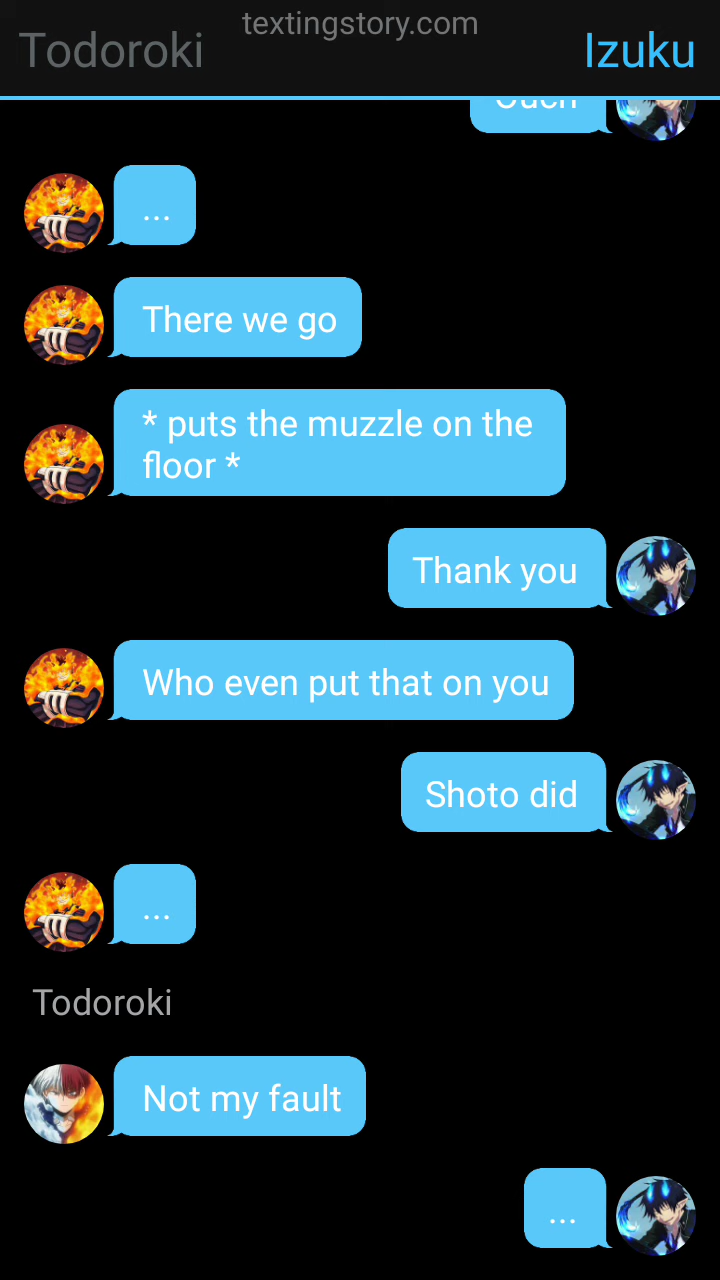 textingstory.com
Todoroki
Izuku
Ouch
...
There we go
* puts the muzzle on the
floor *
Thank you
Who even put that on you
Shoto did
...
Todoroki
Not my fault
...